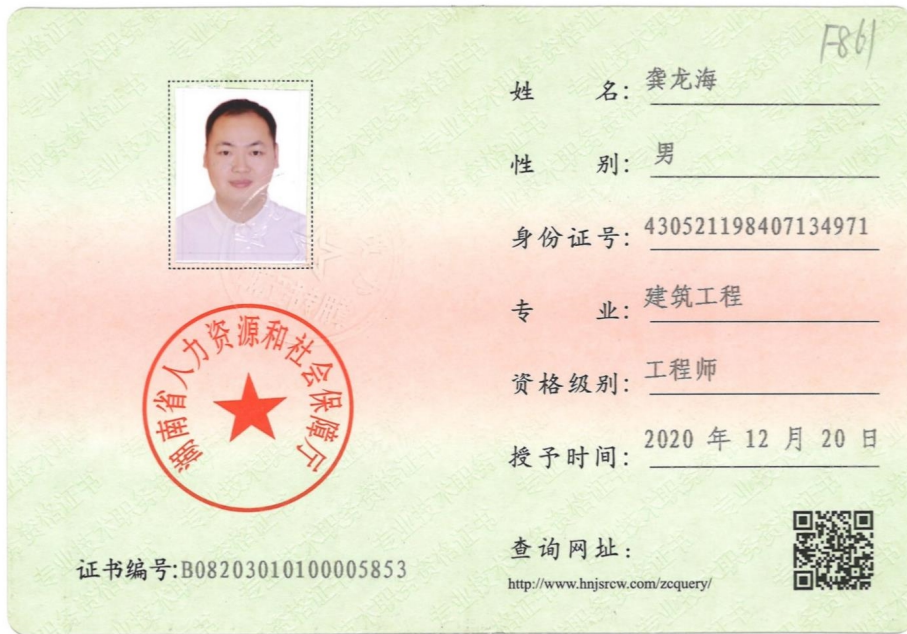 F861
姓 名: 龚龙海
性 别: 男
身份证号: 430521198407134971
专 业: 建筑工程
资格级别: 工程师
授予时间: 2020 年 12 月 20 日
湖南省人力资源和社会保障厅
证书编号:B08203010100005853
查询网址:
http://www.hnjsrcw.com/zcquery/